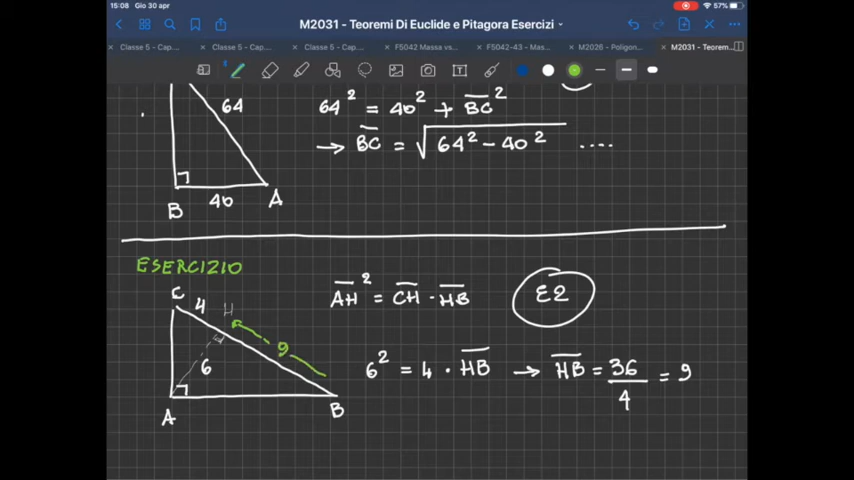 15:08 Gio 30 apr
57%
M2031 - Teoremi Di Euclide e Pitagora Esercizi
Classe 5 - Cap...
Classe 5 - Cap...
Classe 5 - Cap...
F5042 Massa vs...
F5042-43 - Mas...
M2026 - Poligon...
M2031 - Teorem...
64
64² = 40² + BC²
→ BC = √64² - 40² ....
B
40
A
ESERCIZIO
C
4
H
AH² = CH · HB
E2
9
6
6² = 4 · HB → HB = 36/4 = 9
A
B